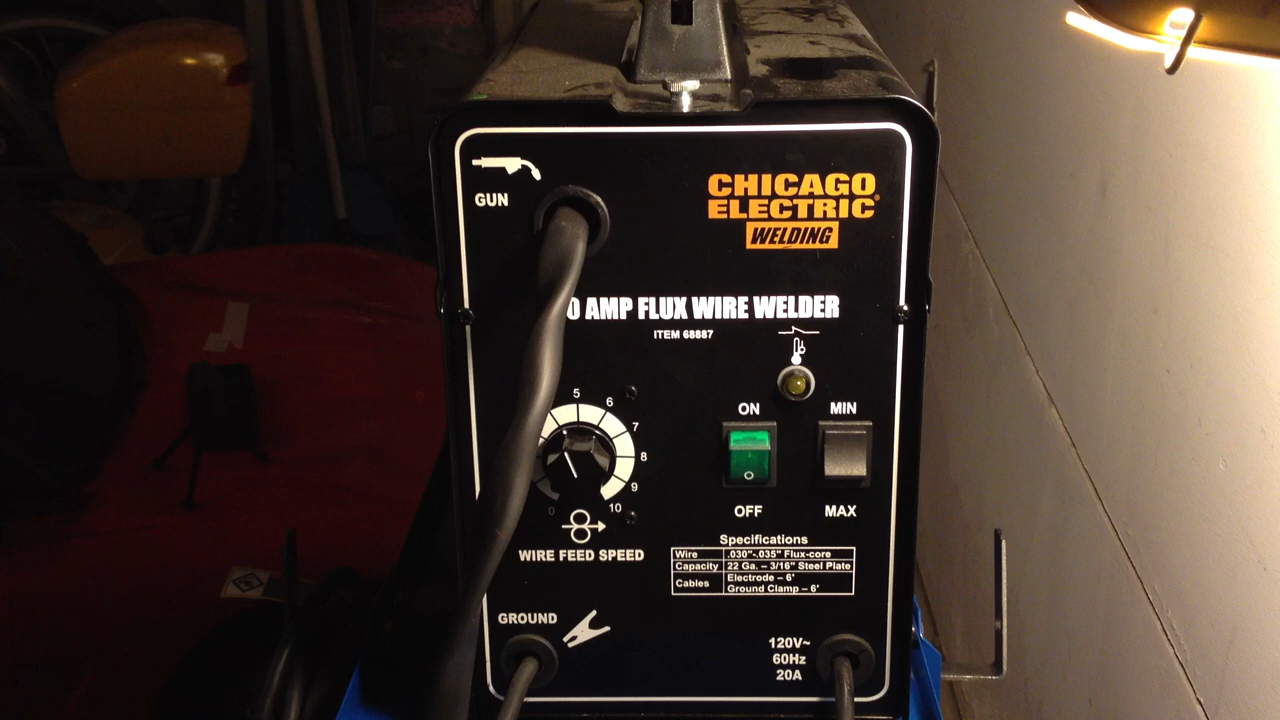 GUN
CHICAGO
ELECTRIC®
WELDING
0 AMP FLUX WIRE WELDER
ITEM 68887
5
6
7
8
9
10
0
WIRE FEED SPEED
ON
OFF
MIN
MAX
Specifications
Wire .030"-.035" Flux-core
Capacity 22 Ga. – 3/16" Steel Plate
Cables Electrode – 6'
Ground Clamp – 6'
GROUND
120V~
60Hz
20A